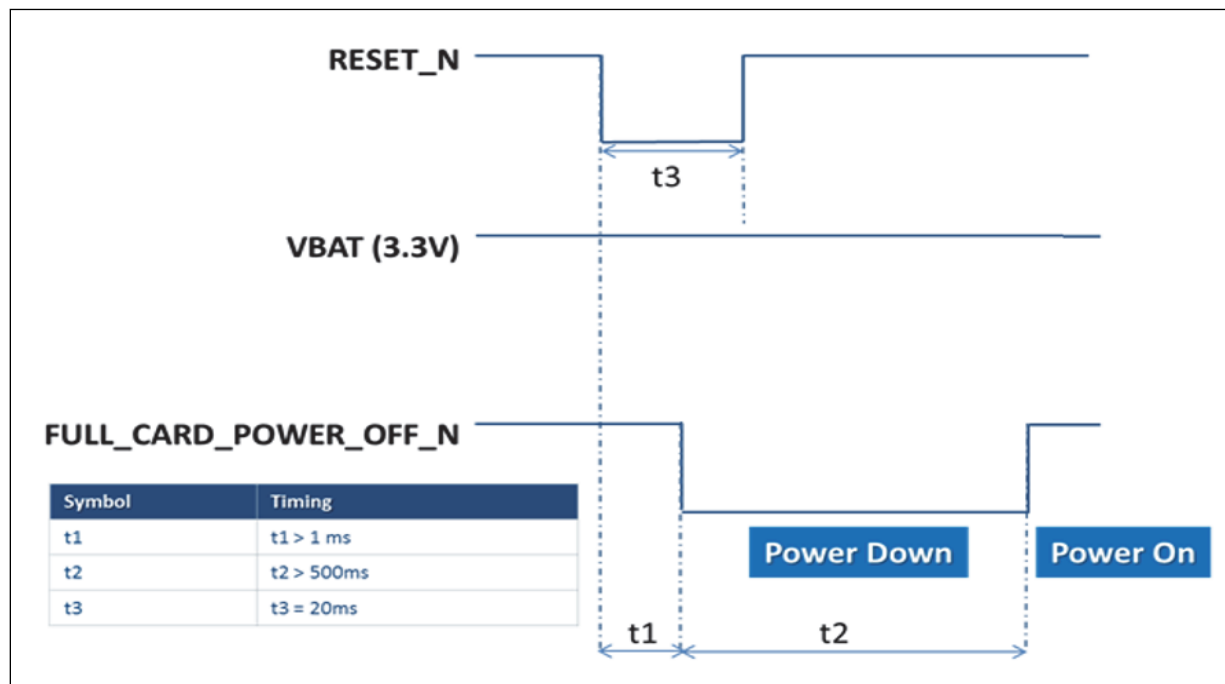 RESET_N
t3
VBAT (3.3V)
FULL_CARD_POWER_OFF_N
Symbol Timing
t1 t1 > 1 ms
t2 t2 > 500ms
t3 t3 = 20ms
Power Down
Power On
t1
t2